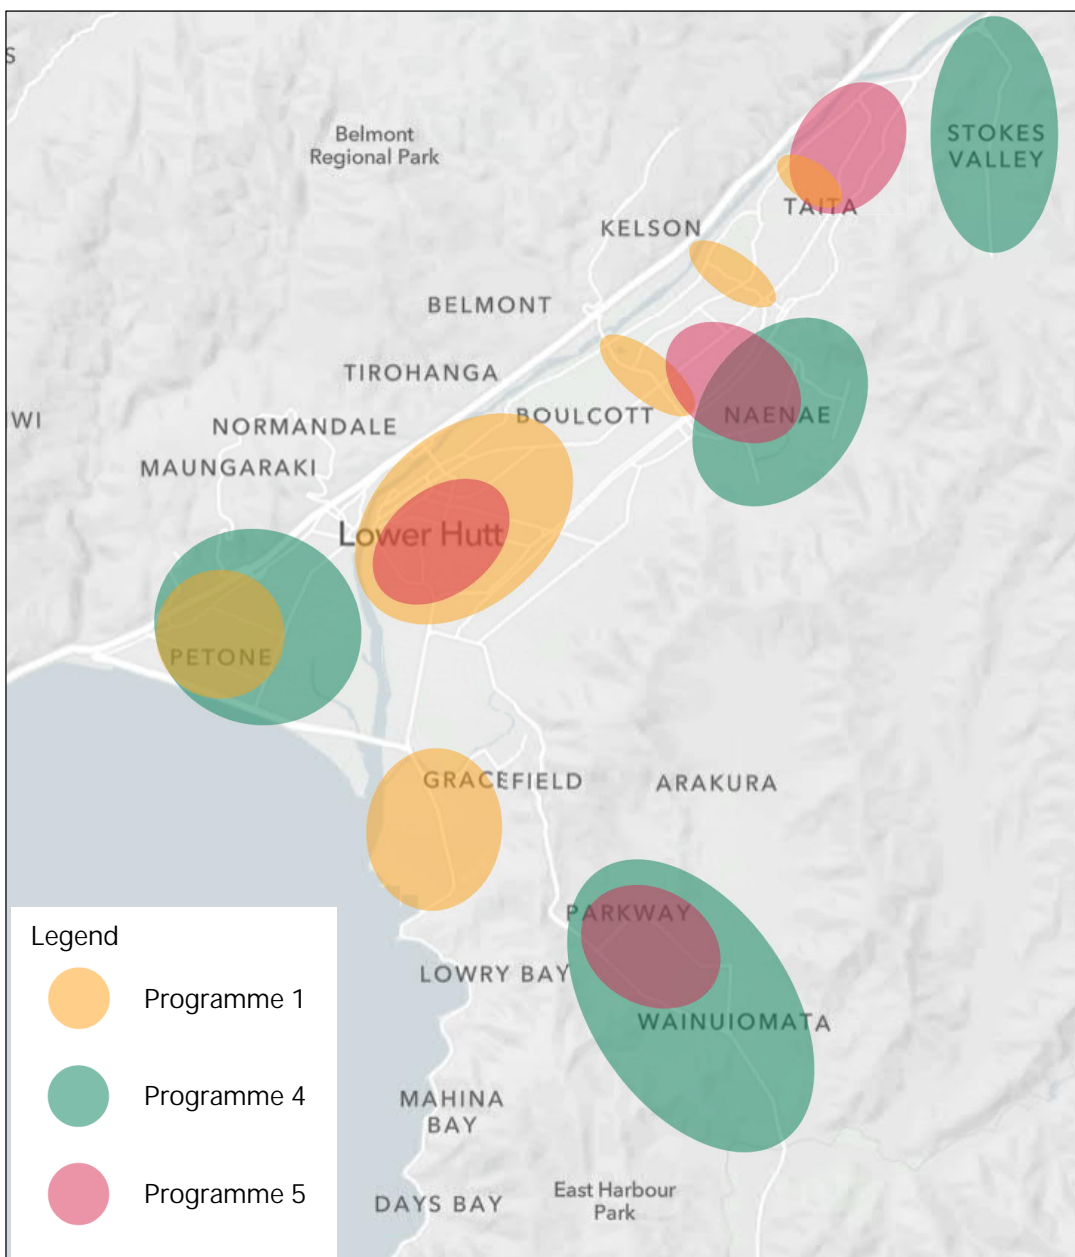 S
Belmont
Regional Park
STOKES
VALLEY
TAITA
KELSON
BELMONT
TIROHANGA
WI
NORMANDALE
BOULCOTT
NAENAE
MAUNGARAKI
Lower Hutt
PETONE
GRACEFIELD
ARAKURA
PARKWAY
LOWRY BAY
WAINUIOMATA
MAHINA
BAY
DAYS BAY
East Harbour
Park
Legend
Programme 1
Programme 4
Programme 5